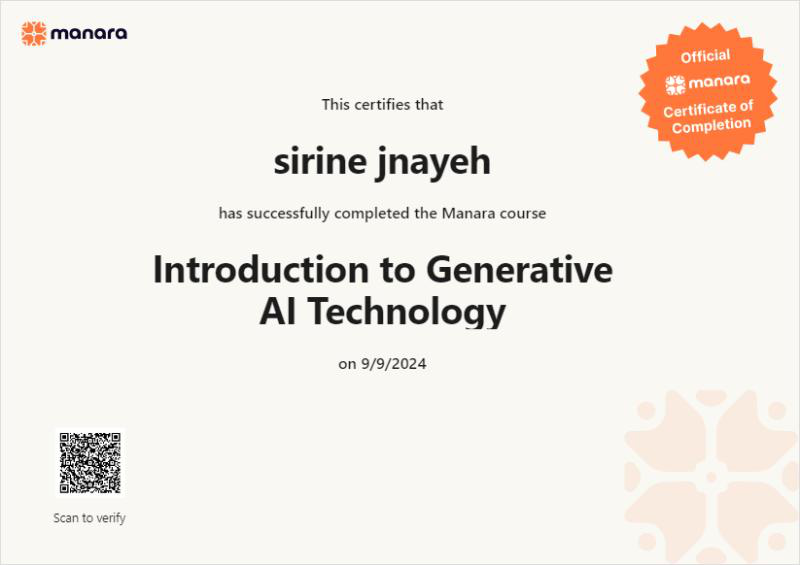 manara
Official
manara
Certificate of
Completion
This certifies that
sirine jnayeh
has successfully completed the Manara course
Introduction to Generative
AI Technology
on 9/9/2024
Scan to verify